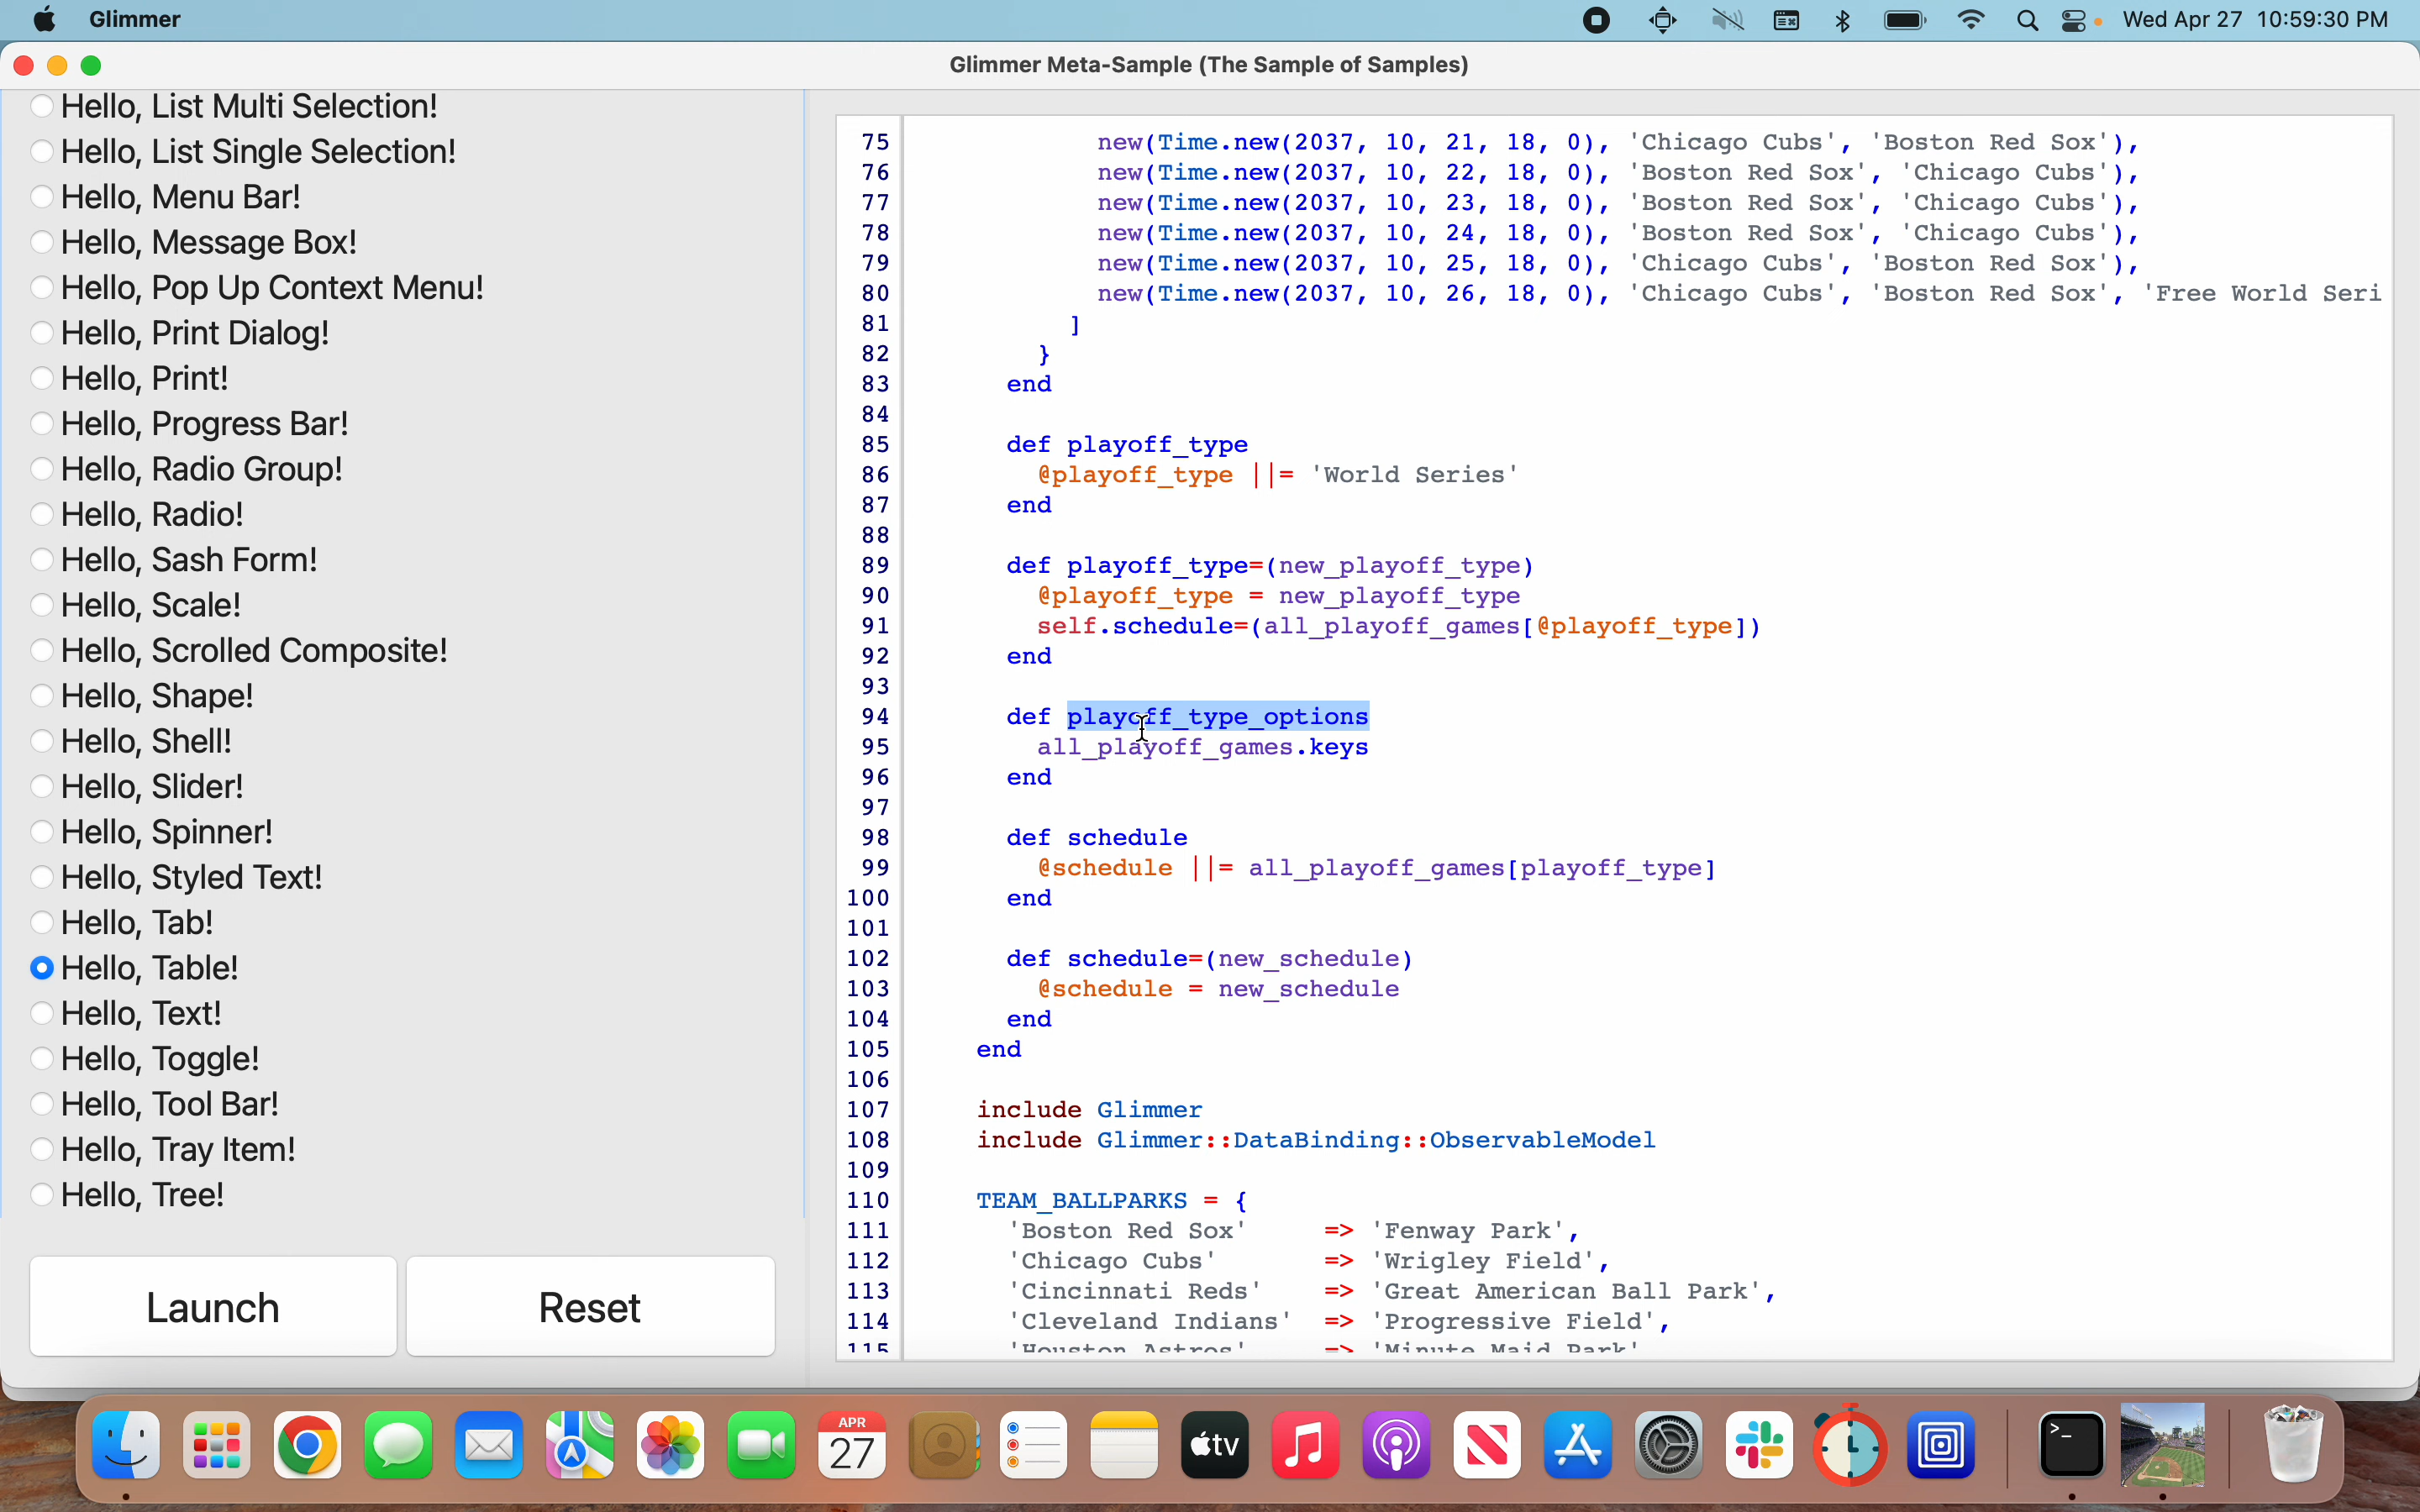 Glimmer
Wed Apr 27 10:59:30 PM
Glimmer Meta-Sample (The Sample of Samples)
Hello, List Multi Selection!
Hello, List Single Selection!
Hello, Menu Bar!
Hello, Message Box!
Hello, Pop Up Context Menu!
Hello, Print Dialog!
Hello, Print!
Hello, Progress Bar!
Hello, Radio Group!
Hello, Radio!
Hello, Sash Form!
Hello, Scale!
Hello, Scrolled Composite!
Hello, Shape!
Hello, Shell!
Hello, Slider!
Hello, Spinner!
Hello, Styled Text!
Hello, Tab!
Hello, Table!
Hello, Text!
Hello, Toggle!
Hello, Tool Bar!
Hello, Tray Item!
Hello, Tree!
Launch
Reset
75 new(Time.new(2037, 10, 21, 18, 0), 'Chicago Cubs', 'Boston Red Sox'),
76 new(Time.new(2037, 10, 22, 18, 0), 'Boston Red Sox', 'Chicago Cubs'),
77 new(Time.new(2037, 10, 23, 18, 0), 'Boston Red Sox', 'Chicago Cubs'),
78 new(Time.new(2037, 10, 24, 18, 0), 'Boston Red Sox', 'Chicago Cubs'),
79 new(Time.new(2037, 10, 25, 18, 0), 'Chicago Cubs', 'Boston Red Sox'),
80 new(Time.new(2037, 10, 26, 18, 0), 'Chicago Cubs', 'Boston Red Sox', 'Free World Seri
81 ]
82 }
83 end
84
85 def playoff_type
86 @playoff_type ||= 'World Series'
87 end
88
89 def playoff_type=(new_playoff_type)
90 @playoff_type = new_playoff_type
91 self.schedule=(all_playoff_games[@playoff_type])
92 end
93
94 def playoff_type_options
95 all_playoff_games.keys
96 end
97
98 def schedule
99 @schedule ||= all_playoff_games[playoff_type]
100 end
101
102 def schedule=(new_schedule)
103 @schedule = new_schedule
104 end
105 end
106
107 include Glimmer
108 include Glimmer::DataBinding::ObservableModel
109
110 TEAM_BALLPARKS = {
111 'Boston Red Sox' => 'Fenway Park',
112 'Chicago Cubs' => 'Wrigley Field',
113 'Cincinnati Reds' => 'Great American Ball Park',
114 'Cleveland Indians' => 'Progressive Field',
115 'Houston Astros' => 'Minute Maid Park'
APR
27
tv
>_